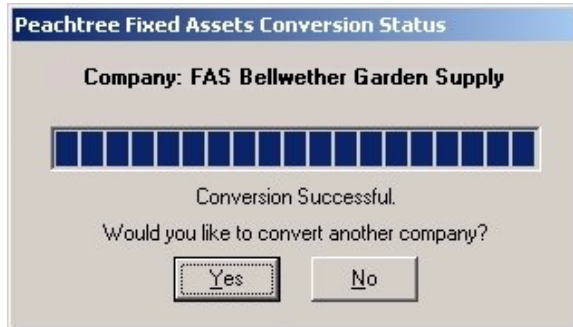 Peachtree Fixed Assets Conversion Status
Company: FAS Bellwether Garden Supply
Conversion Successful.
Would you like to convert another company?
Yes No